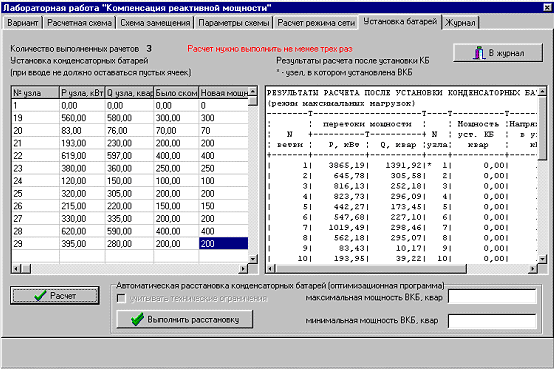 Лабораторная работа "Компенсация реактивной мощности"
Вариант Расчетная схема Схема замещения Параметры схемы Расчет режима сети Установка батарей Журнал
Количество выполненных рачетов 3 Расчет нужно выполнить не менее трех раз В журнал
Установка конденсаторных батарей
(при вводе не должно оставаться пустых ячеек)
Результаты расчета после установки КБ
* - узел, в котором установлена ВКБ
№ узла P узла, кВт Q узла, квар Было ском Новая мощн
1 0,00 0,00 0,00 0
19 560,00 580,00 300,00 300
20 83,00 76,00 70,00 70
21 193,00 230,00 200,00 200
22 619,00 597,00 400,00 400
23 380,00 360,00 250,00 250
24 120,00 150,00 100,00 100
25 320,00 305,00 200,00 200
26 215,00 220,00 150,00 150
27 330,00 335,00 200,00 200
28 620,00 590,00 400,00 400
29 395,00 280,00 200,00 200
РЕЗУЛЬТАТЫ РАСЧЕТА ПОСЛЕ УСТАНОВКИ КОНДЕНСАТОРНЫХ БАТ
(режим максимальных нагрузок)
перетоки мощности Мощность Напряж
N N уст. КБ в у
ветви P, кВт Q, квар узла квар
1| 3865,19| 1391,92|* 1| 0,00|
2| 645,78| 305,58| 2| 0,00|
3| 816,13| 252,18| 3| 0,00|
4| 823,73| 296,09| 4| 0,00|
5| 442,27| 173,45| 5| 0,00|
6| 547,68| 227,10| 6| 0,00|
7| 1019,49| 298,46| 7| 0,00|
8| 562,18| 295,07| 8| 0,00|
9| 83,43| 10,17| 9| 0,00|
10| 193,95| 39,22| 10| 0,00|
Расчет
Автоматическая расстановка конденсаторных батарей (оптимизационная программа)
учитывать технические ограничения
максимальная мощность ВКБ, квар
Выполнить расстановку
минимальная мощность ВКБ, квар